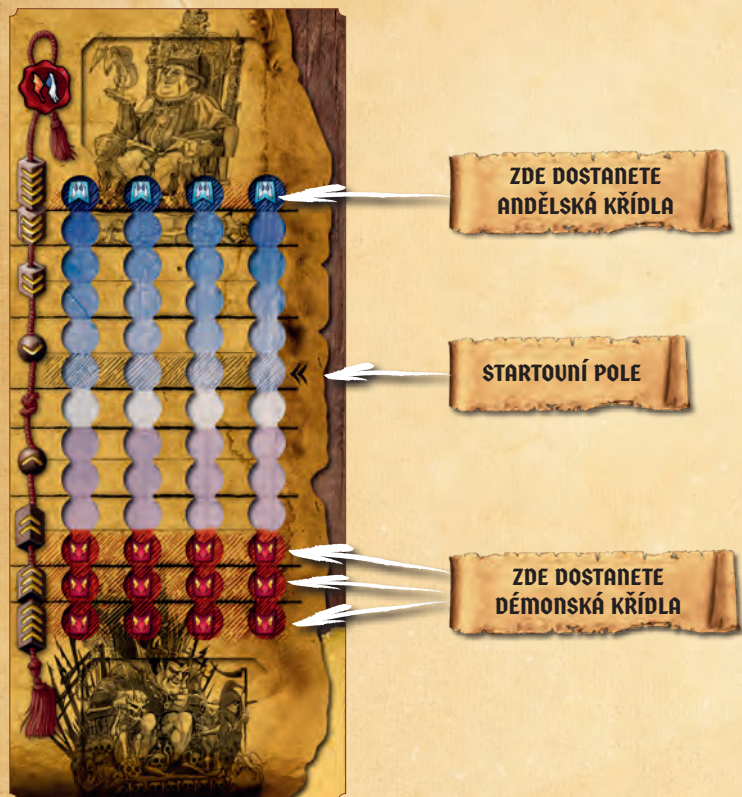 ZDE DOSTANETE
ANDĚLSKÁ KŘÍDLA
STARTOVNÍ POLE
ZDE DOSTANETE
DÉMONSKÁ KŘÍDLA